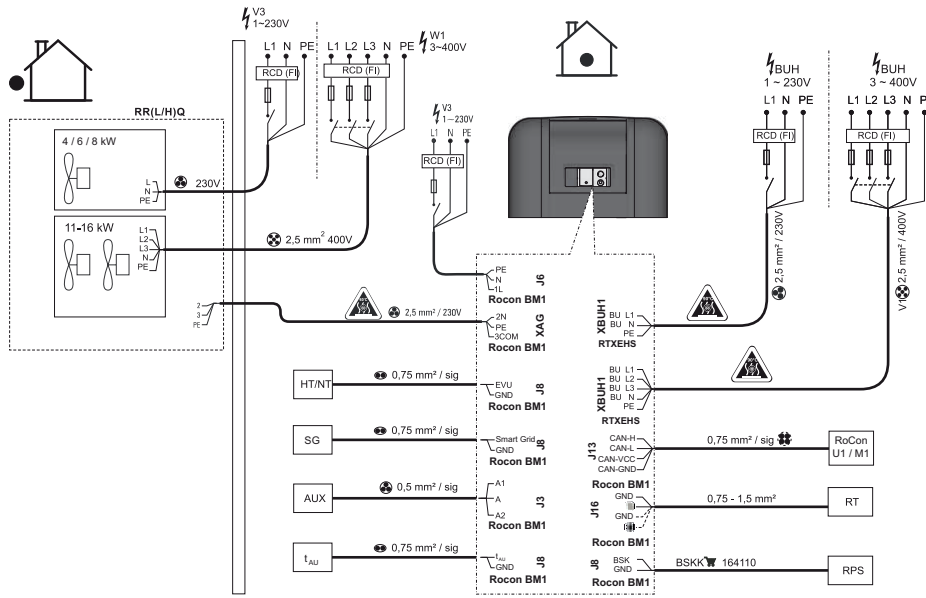 V3
1~230V
L1 N PE
RCD (FI)
W1
3~400V
L1 L2 L3 N PE
RCD (FI)
V3
1~230V
L1 N PE
RCD (FI)
BUH
1 ~ 230V
L1 N PE
RCD (FI)
BUH
3 ~ 400V
L1 L2 L3 N PE
RCD (FI)
RR(L/H)Q
4 / 6 / 8 kW
L
N
PE
230V
11-16 kW
L1
L2
L3
N
PE
2,5 mm² 400V
2
3
PE
2,5 mm² / 230V
PE
N
1L
J6
Rocon BM1
2N
PE
3COM
XAG
Rocon BM1
HT/NT
0,75 mm² / sig
EVU
GND
J8
Rocon BM1
SG
0,75 mm² / sig
Smart Grid
GND
J8
Rocon BM1
AUX
0,5 mm² / sig
A1
A
A2
J3
Rocon BM1
tAU
0,75 mm² / sig
tAU
GND
J8
Rocon BM1
XBUH1
BU L1
BU N
PE
RTXEHS
2,5 mm² / 230V
XBUH1
BU L1
BU L2
BU L3
BU N
PE
RTXEHS
V1
2,5 mm² / 400V
J13
CAN-H
CAN-L
CAN-VCC
CAN-GND
Rocon BM1
0,75 mm² / sig
RoCon
U1 / M1
J16
GND
GND
Rocon BM1
0,75 - 1,5 mm²
RT
J8
BSK
GND
Rocon BM1
BSKK 164110
RPS